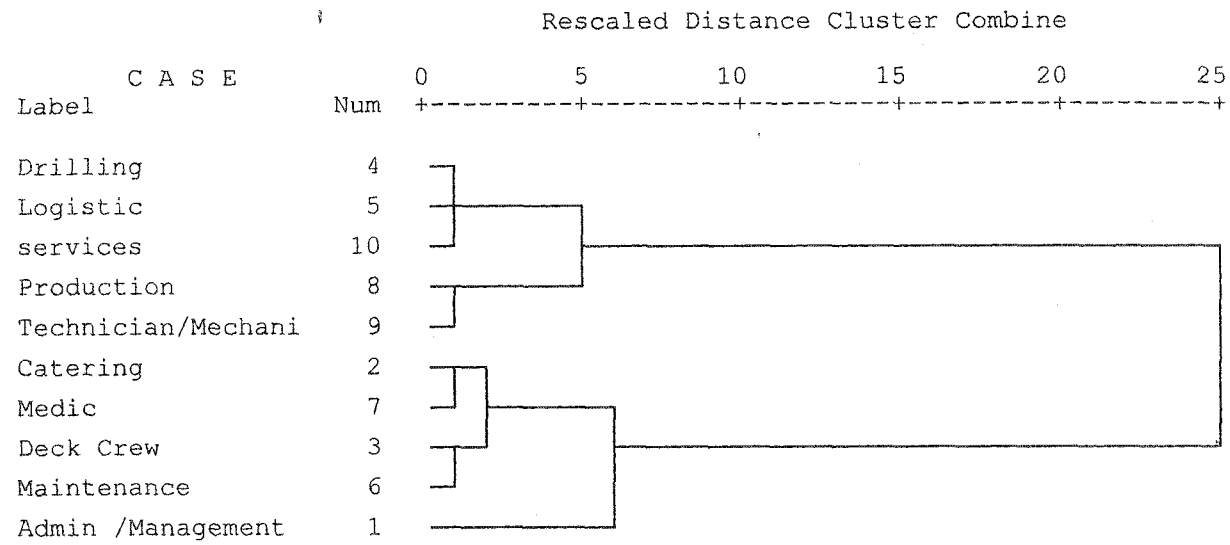 Rescaled Distance Cluster Combine
C A S E 0 5 10 15 20 25
Label Num +---------+---------+---------+---------+---------+
Drilling 4
Logistic 5
services 10
Production 8
Technician/Mechani 9
Catering 2
Medic 7
Deck Crew 3
Maintenance 6
Admin /Management 1